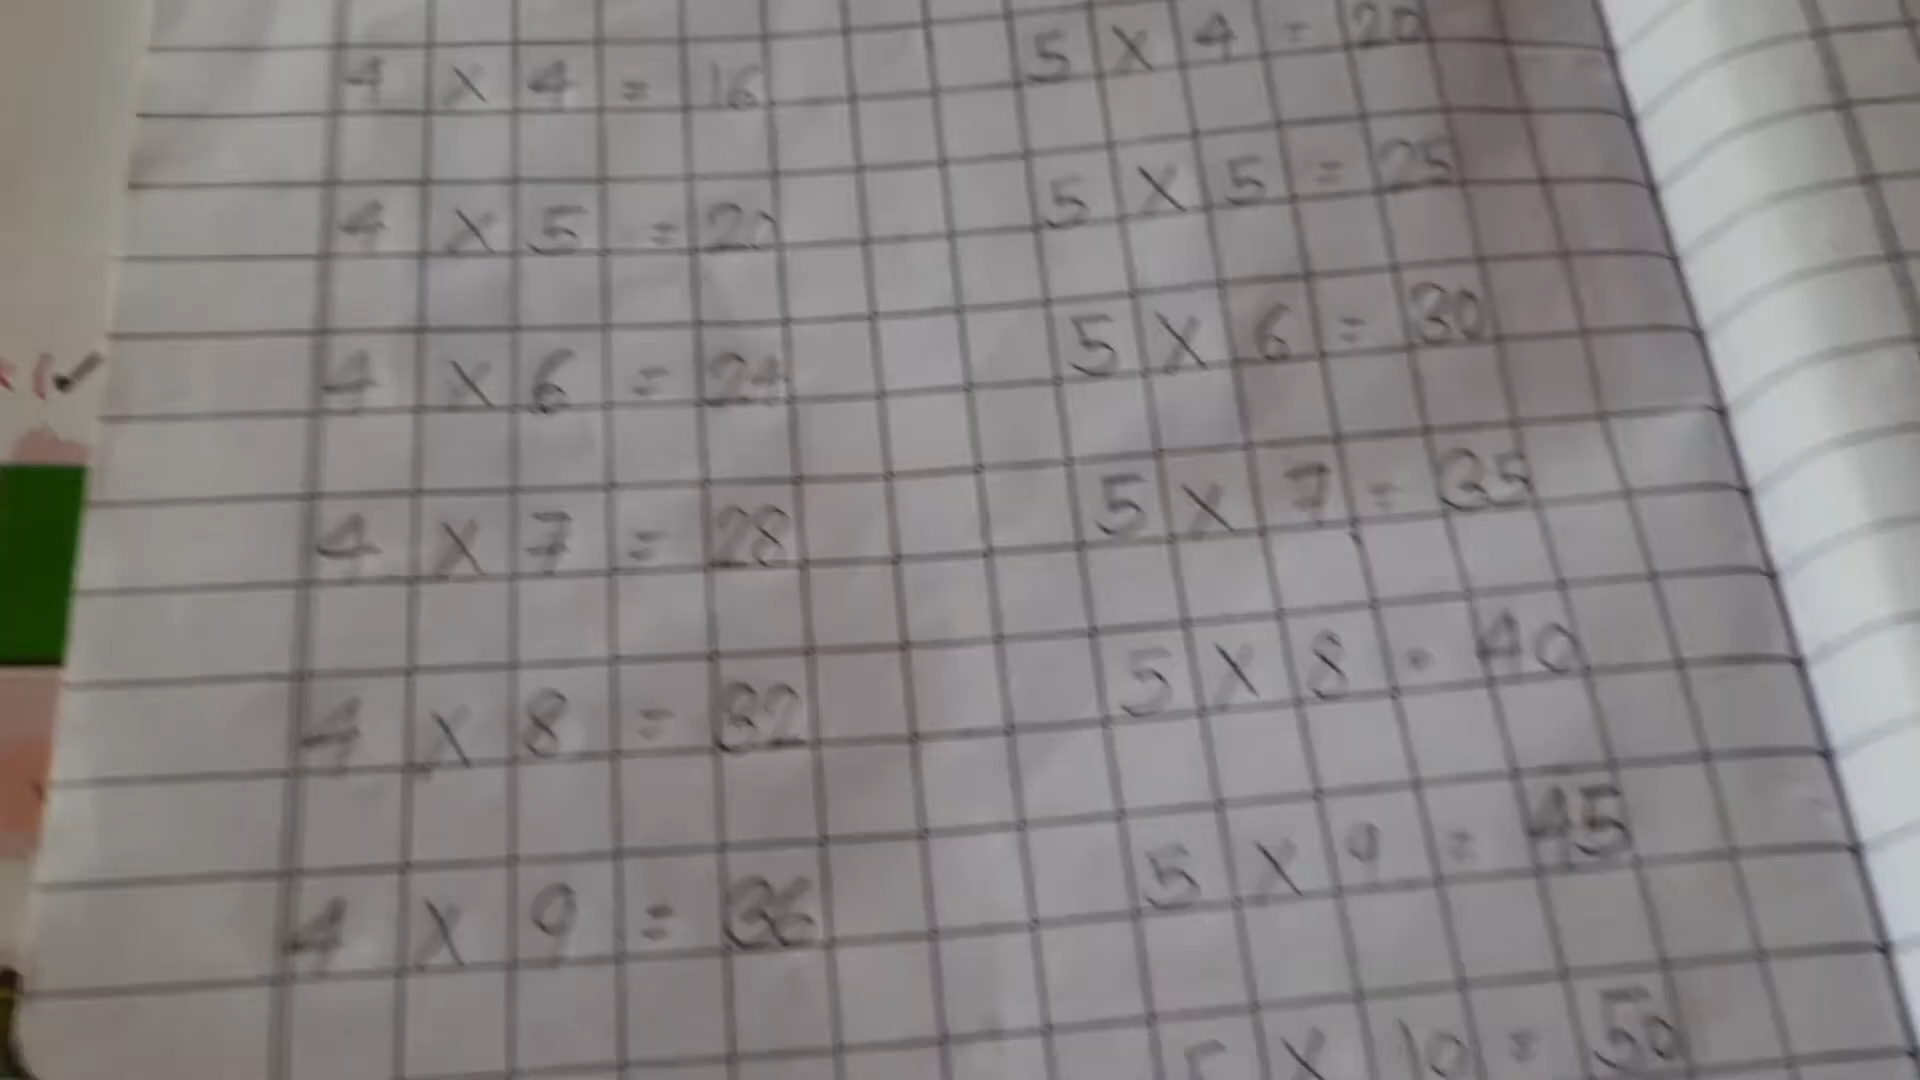 4 x 4 = 16
4 x 5 = 20
4 x 6 = 24
4 x 7 = 28
4 x 8 = 32
4 x 9 = 36
5 x 4 = 20
5 x 5 = 25
5 x 6 = 30
5 x 7 = 35
5 x 8 = 40
5 x 9 = 45
5 x 10 = 50